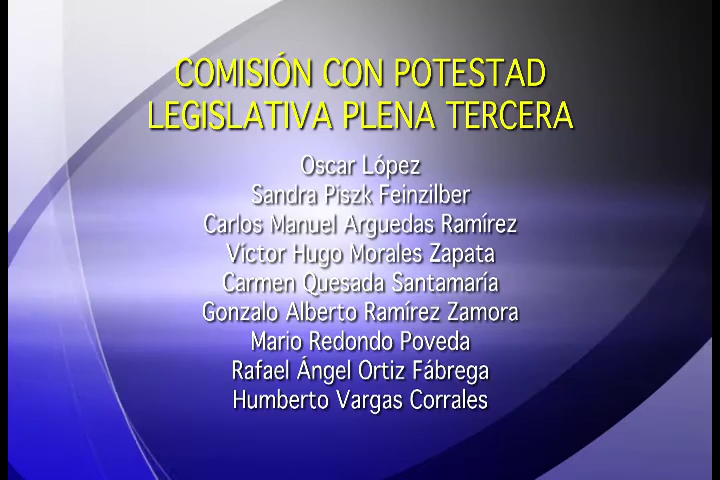 COMISIÓN CON POTESTAD
LEGISLATIVA PLENA TERCERA
Oscar López
Sandra Piszk Feinzilber
Carlos Manuel Arguedas Ramírez
Víctor Hugo Morales Zapata
Carmen Quesada Santamaría
Gonzalo Alberto Ramírez Zamora
Mario Redondo Poveda
Rafael Ángel Ortiz Fábrega
Humberto Vargas Corrales